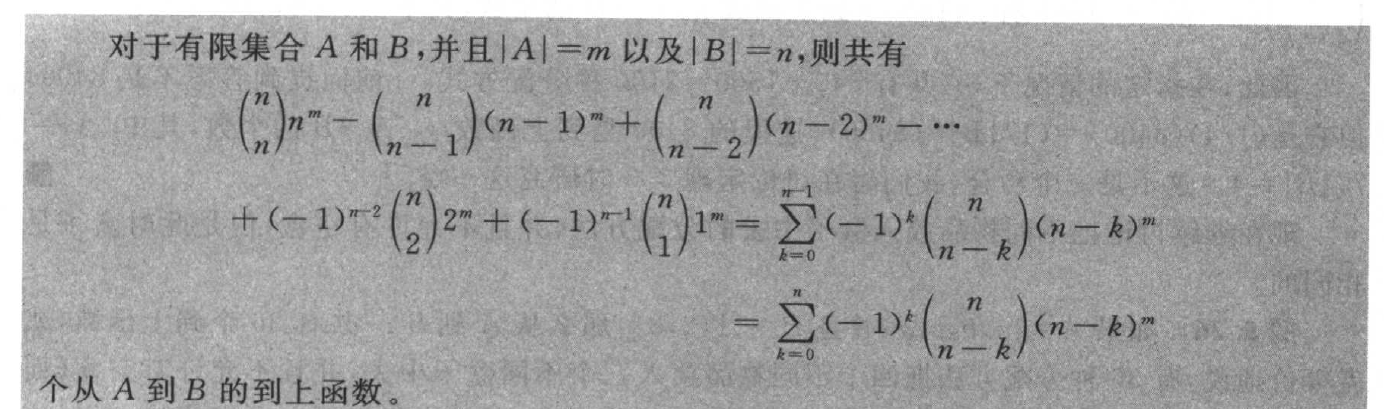 对于有限集合 A 和 B,并且|A|=m 以及|B|=n,则共有
$\binom{n}{n}n^m-\binom{n}{n-1}(n-1)^m+\binom{n}{n-2}(n-2)^m-\cdots$
$+(-1)^{n-2}\binom{n}{2}2^m+(-1)^{n-1}\binom{n}{1}1^m=\sum_{k=0}^{n-1}(-1)^k\binom{n}{n-k}(n-k)^m$
$=\sum_{k=0}^{n}(-1)^k\binom{n}{n-k}(n-k)^m$
个从 A 到 B 的到上函数。